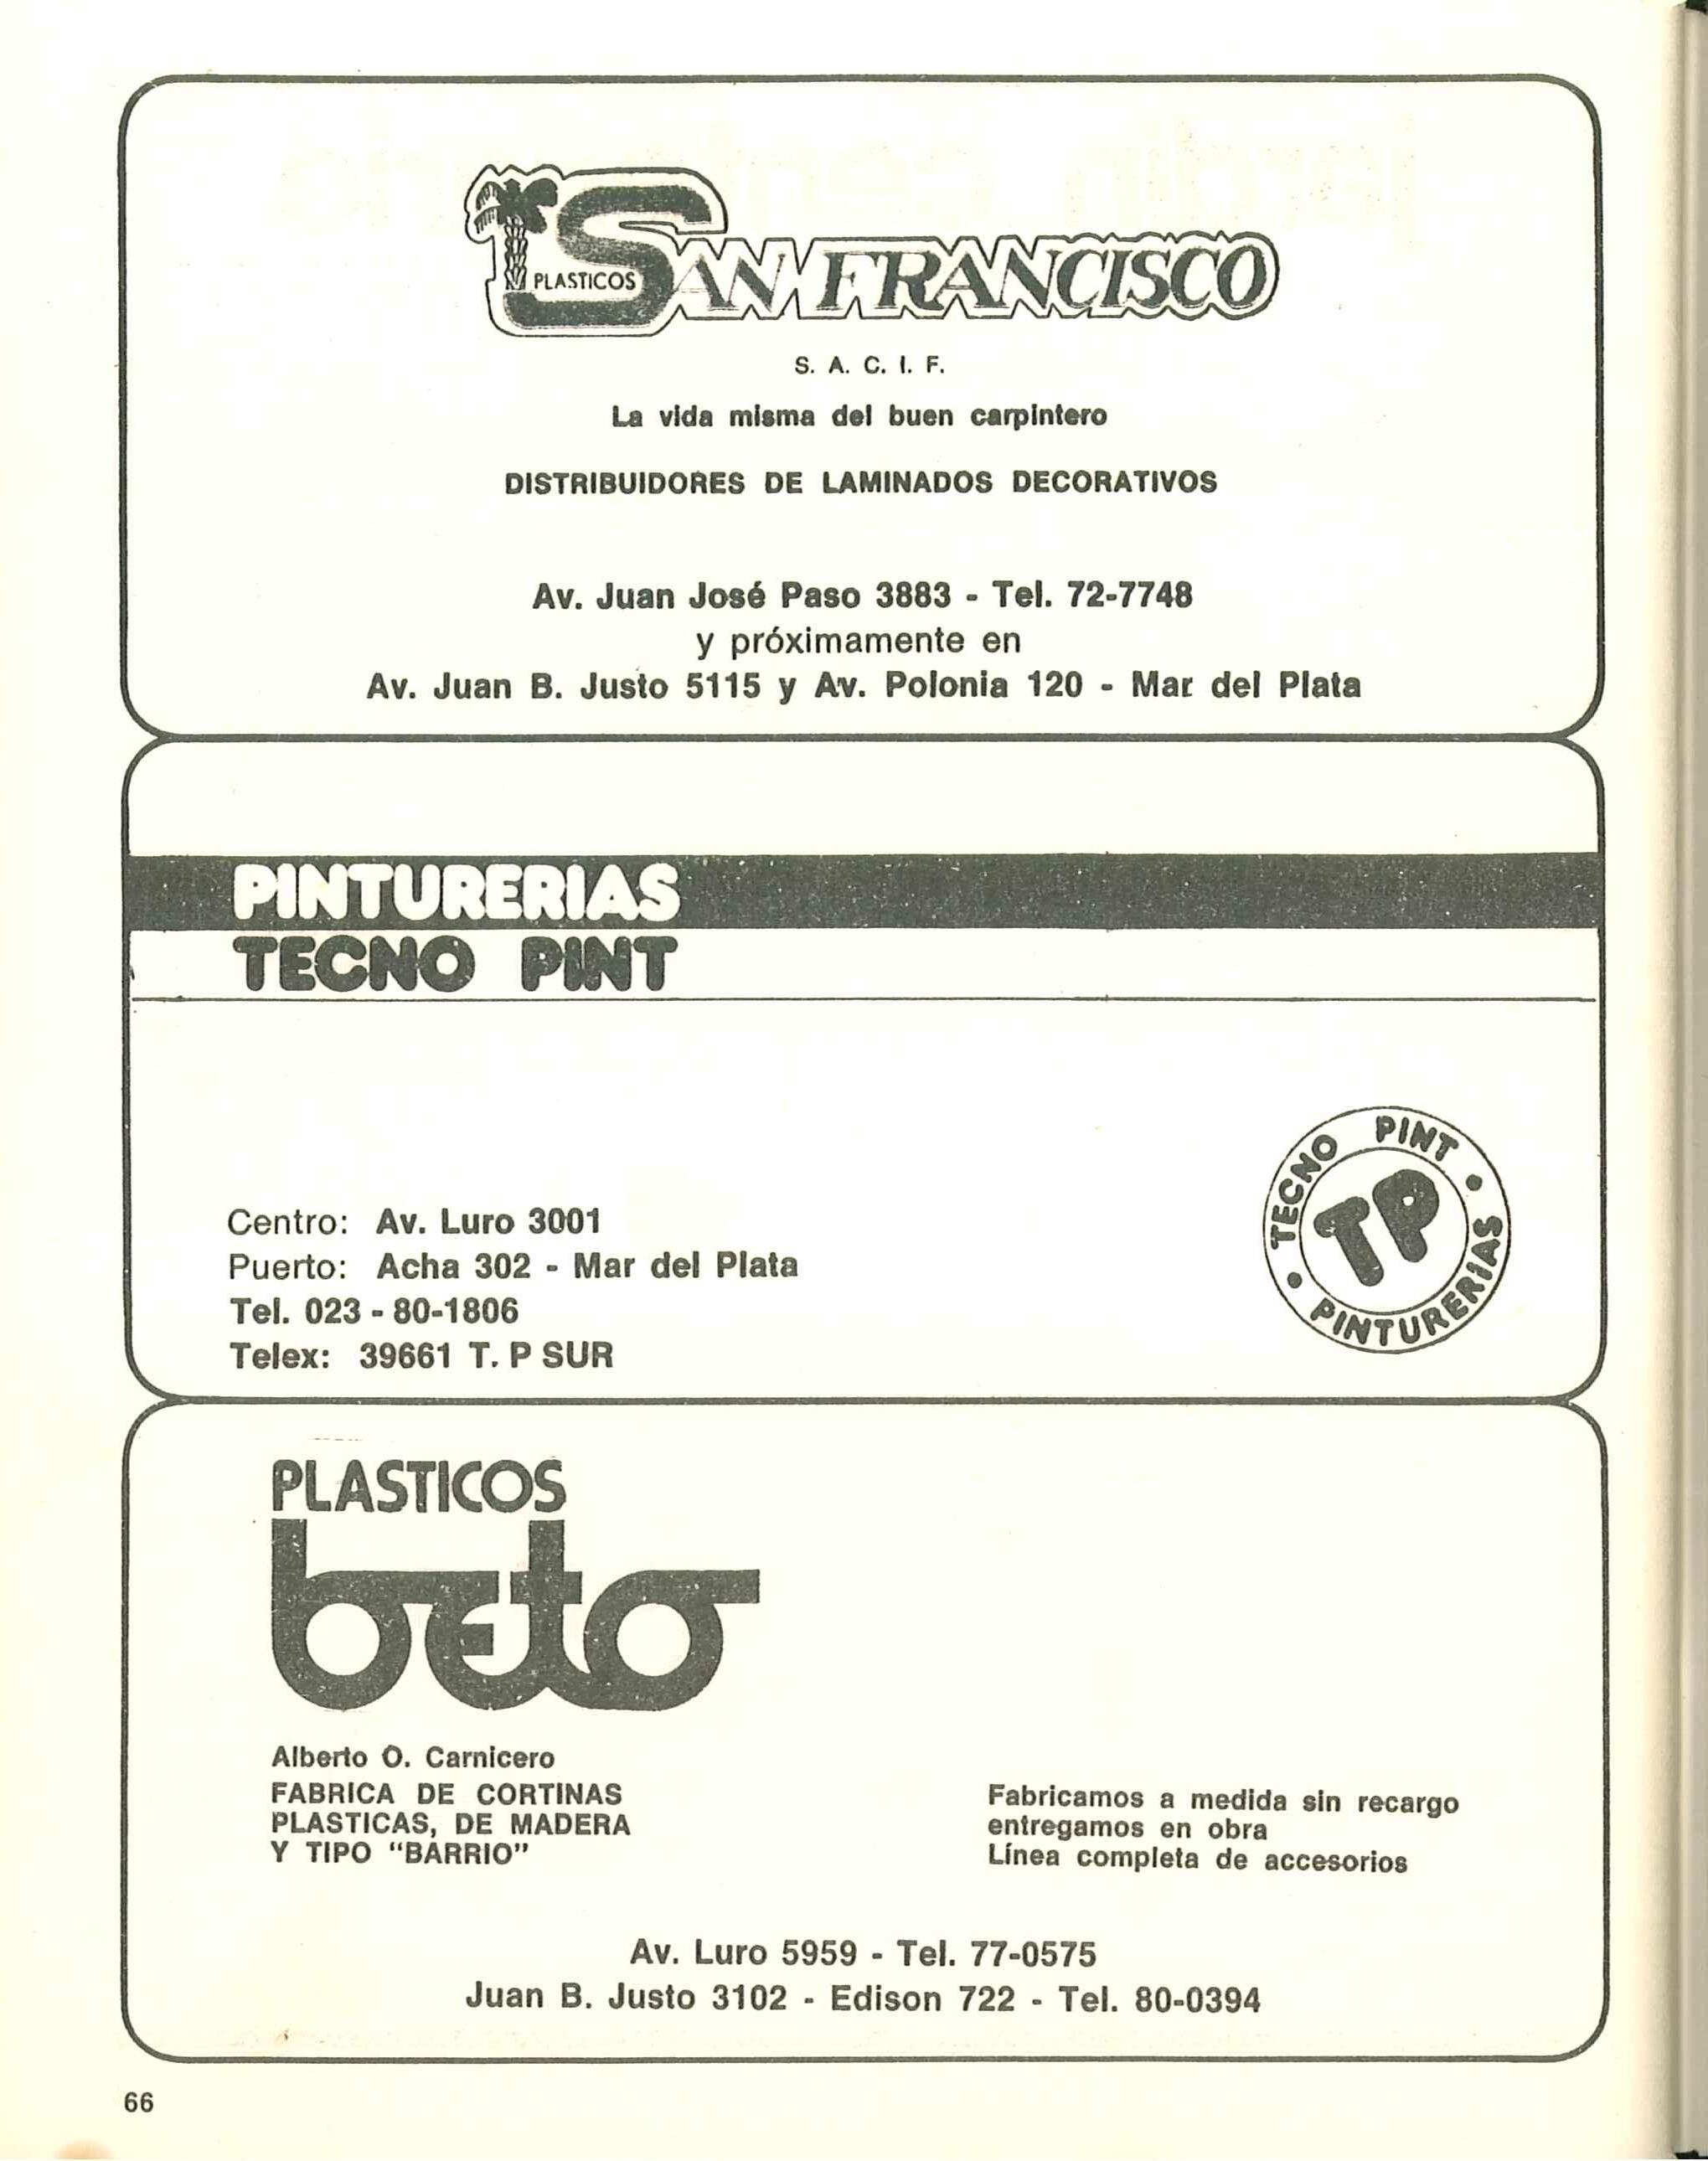 PLASTICOS SAN FRANCISCO
S. A. C. I. F.
La vida misma del buen carpintero
DISTRIBUIDORES DE LAMINADOS DECORATIVOS
Av. Juan José Paso 3883 - Tel. 72-7748
y próximamente en
Av. Juan B. Justo 5115 y Av. Polonia 120 - Mar del Plata
PINTURERIAS
TECNO PINT
Centro: Av. Luro 3001
Puerto: Acha 302 - Mar del Plata
Tel. 023 - 80-1806
Telex: 39661 T. P SUR
TECNO PINT • PINTURERIAS •
TP
PLASTICOS
beto
Alberto O. Carnicero
FABRICA DE CORTINAS
PLASTICAS, DE MADERA
Y TIPO "BARRIO"
Fabricamos a medida sin recargo
entregamos en obra
Línea completa de accesorios
Av. Luro 5959 - Tel. 77-0575
Juan B. Justo 3102 - Edison 722 - Tel. 80-0394
66